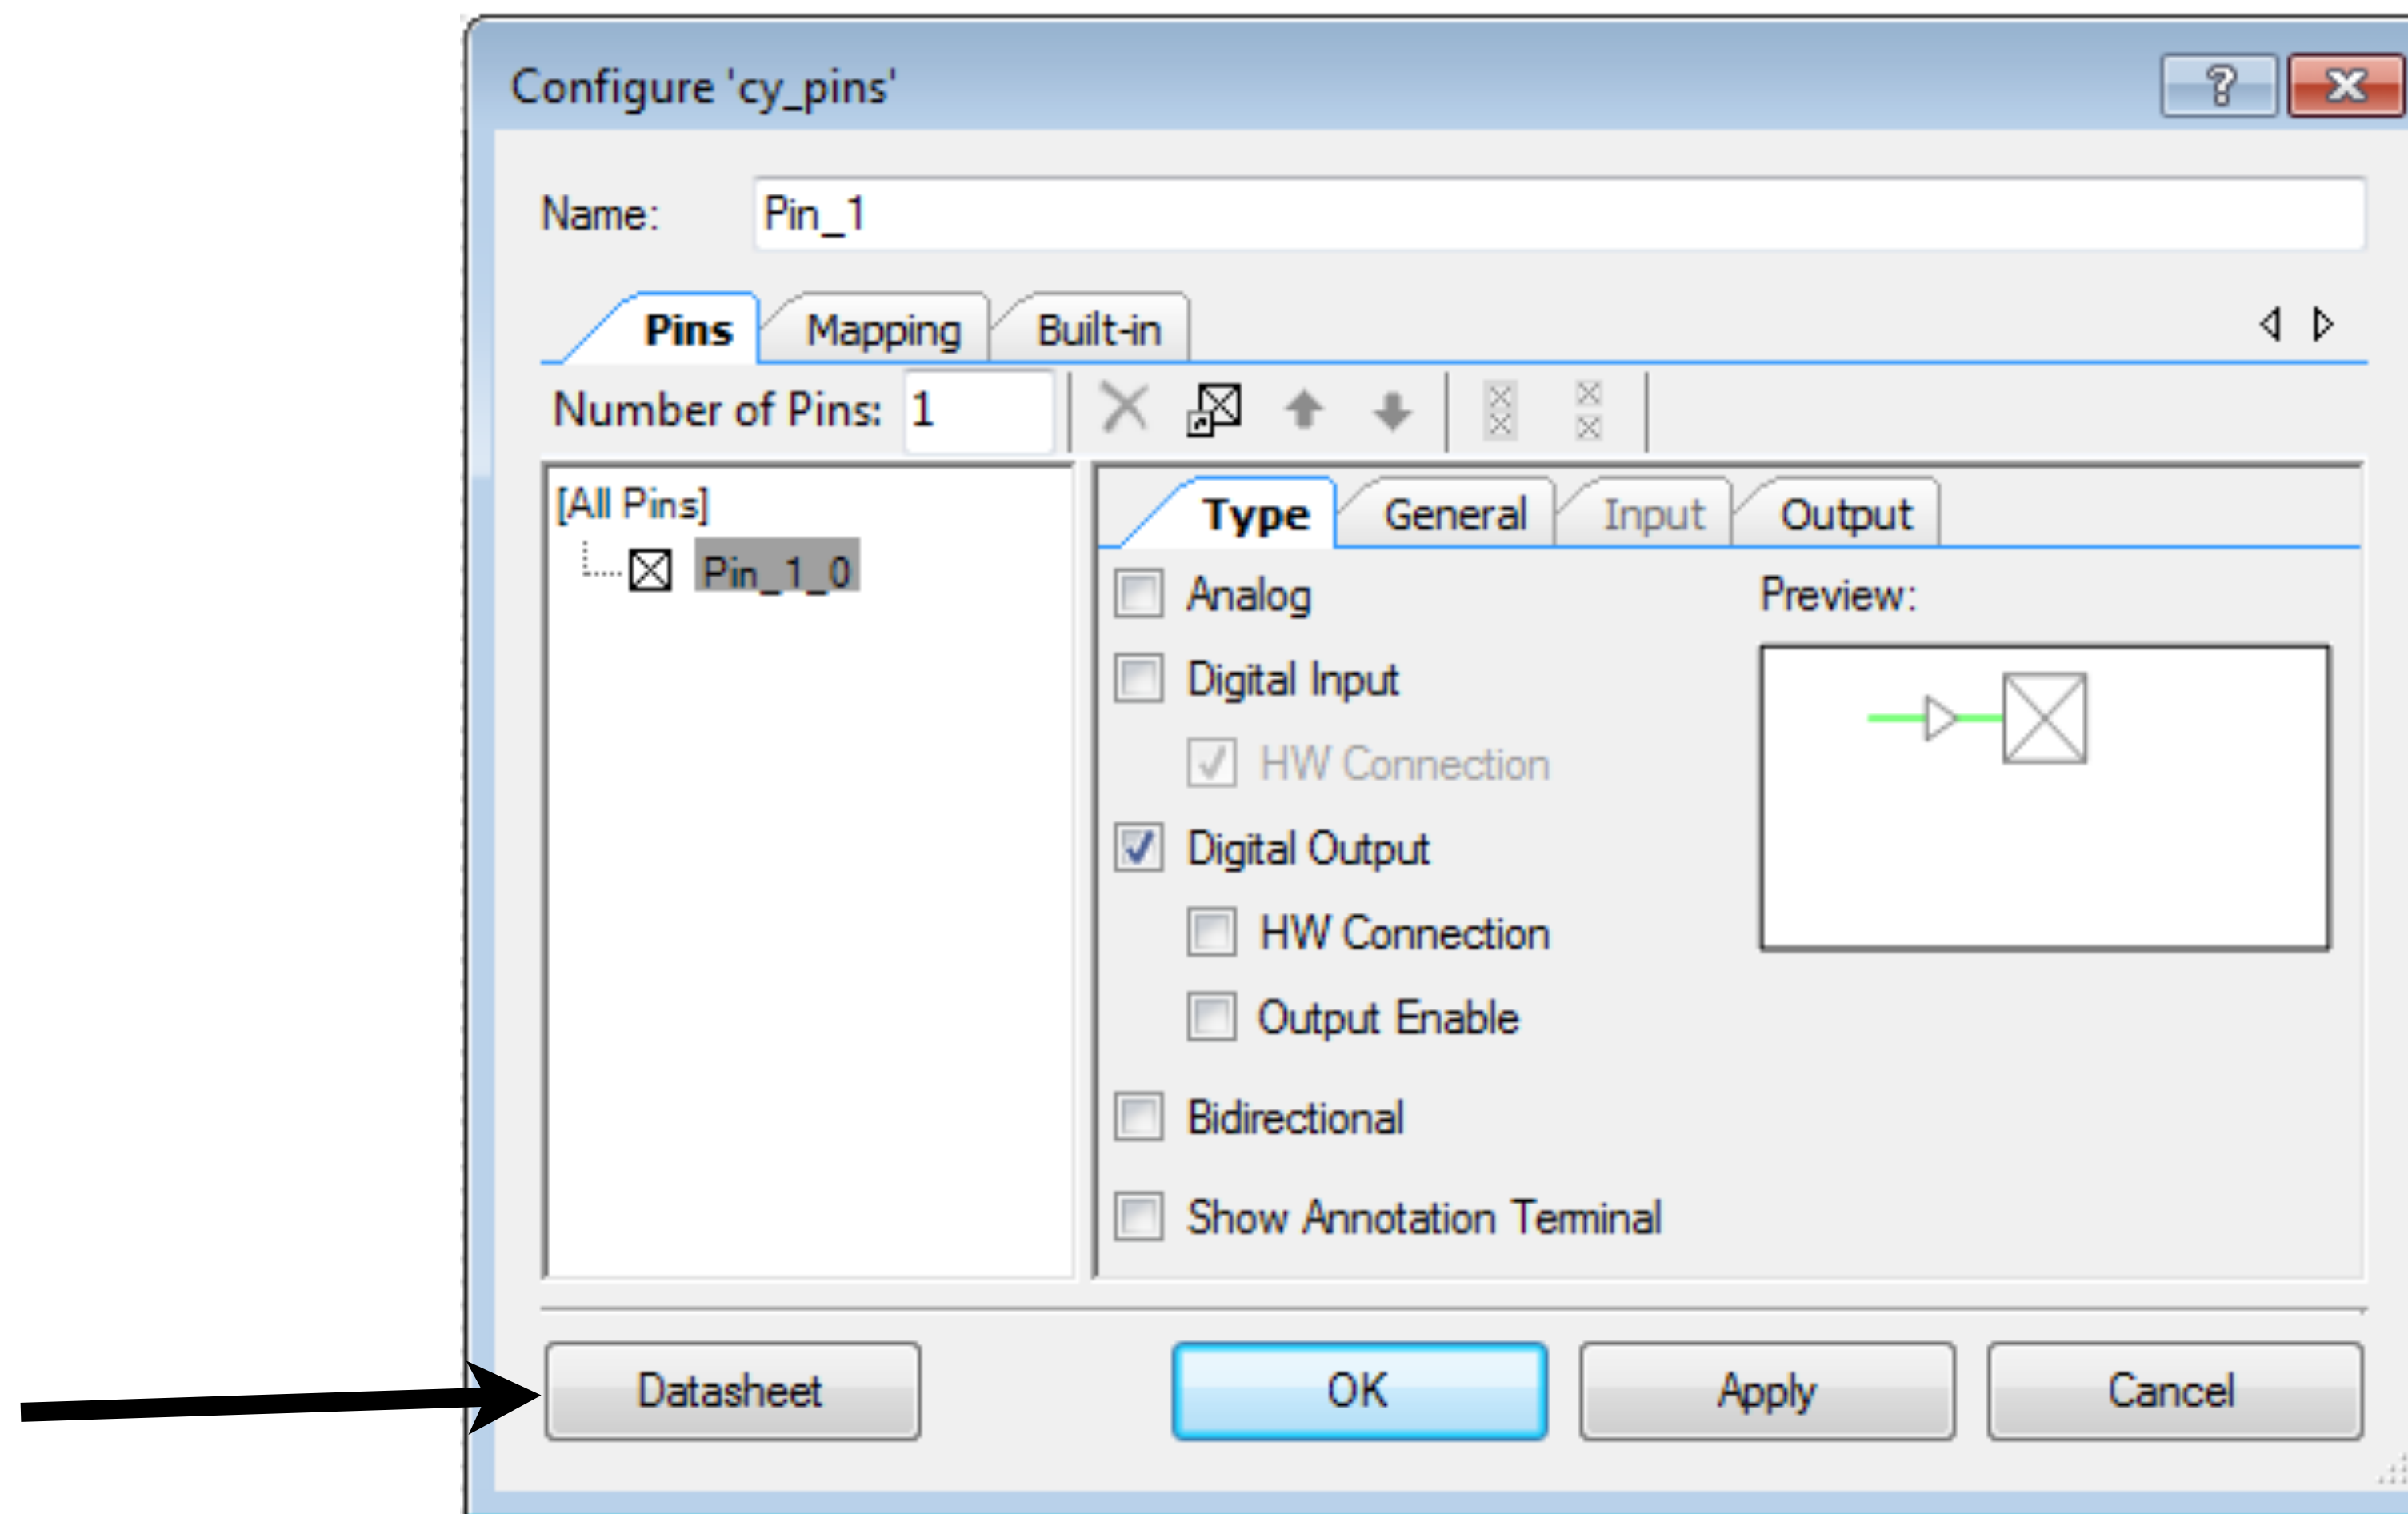 Configure 'cy_pins'
Name: Pin_1
Pins Mapping Built-in
Number of Pins: 1
[All Pins]
Pin_1_0
Type General Input Output
Analog
Preview:
Digital Input
HW Connection
Digital Output
HW Connection
Output Enable
Bidirectional
Show Annotation Terminal
Datasheet OK Apply Cancel